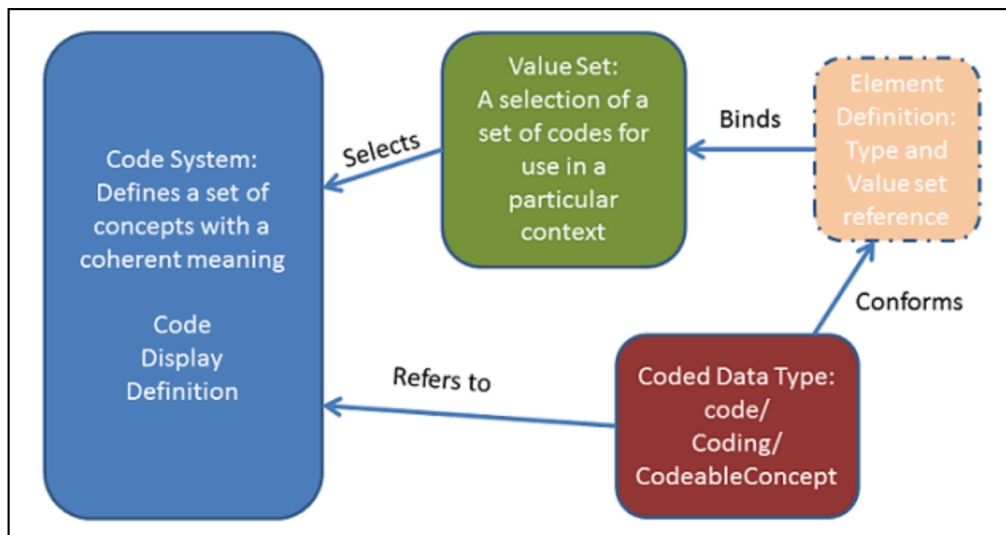 Code System:
Defines a set of
concepts with a
coherent meaning
Code
Display
Definition
Selects
Value Set:
A selection of a
set of codes for
use in a
particular
context
Binds
Element
Definition:
Type and
Value set
reference
Conforms
Refers to
Coded Data Type:
code/
Coding/
CodeableConcept